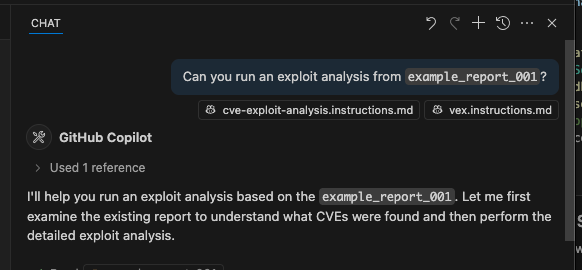 CHAT
Can you run an exploit analysis from example_report_001?
cve-exploit-analysis.instructions.md vex.instructions.md
GitHub Copilot
Used 1 reference
I'll help you run an exploit analysis based on the example_report_001. Let me first
examine the existing report to understand what CVEs were found and then perform the
detailed exploit analysis.